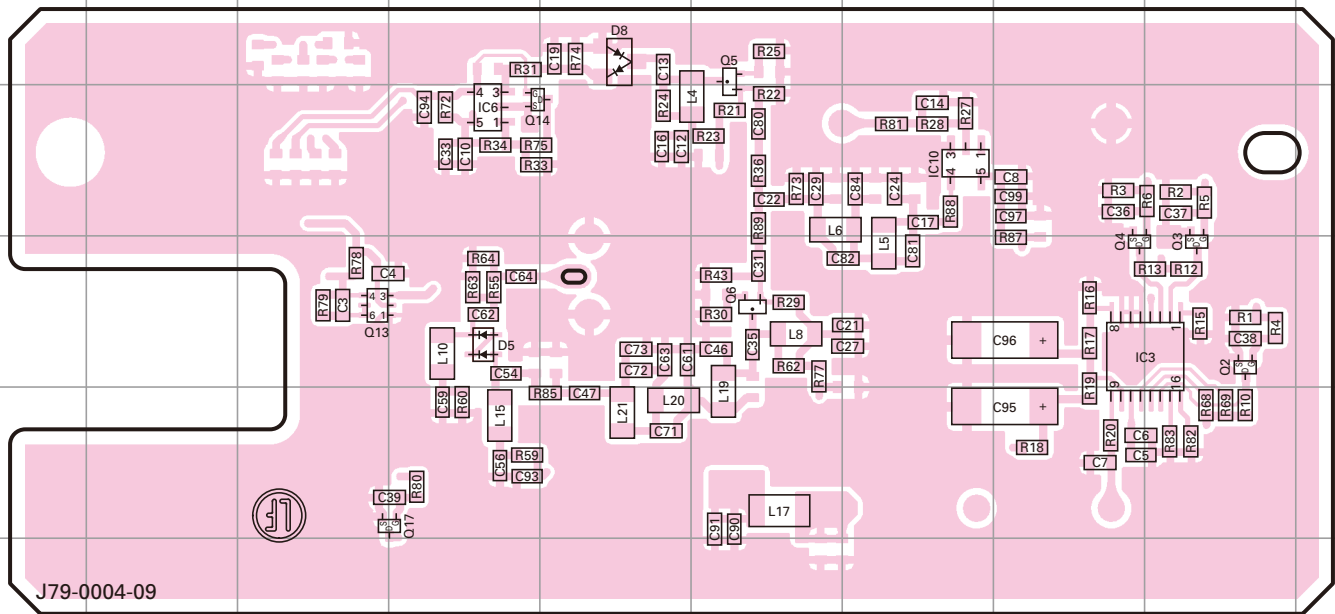 D8
C19
R74
R31
C13
Q5
R25
C94
R72
4 3
IC6
5 1
G
D
S
Q14
R24
L4
R22
R21
C80
C14
R27
R81
R28
C33
C10
R34
R75
R33
C16
C12
R23
IC10
3 1
4 5
R36
R73
C29
C84
C24
C22
R88
C8
C99
C97
R87
R3
C36
R6
R2
C37
R5
R89
L6
L5
C17
C81
C82
Q4
S
D
G
Q3
S
D
G
R78
C4
R64
R63
R55
C64
R43
C31
R13
R12
R79
C3
4 3
6 1
Q13
C62
R30
Q6
R29
R16
R15
R1
C38
R4
L10
D5
C73
C72
C63
C61
C46
C35
L8
C21
C27
C96
+
R17
8 1
IC3
9 16
Q2
S
D
G
C54
R62
R77
R19
C59
R60
L15
R85
C47
L21
L20
L19
C95
+
R68
R69
R10
C71
R18
R20
C6
C5
R83
R82
C7
C56
R59
C93
C39
R80
S
D
G
Q17
LF
L17
C91
C90
J79-0004-09